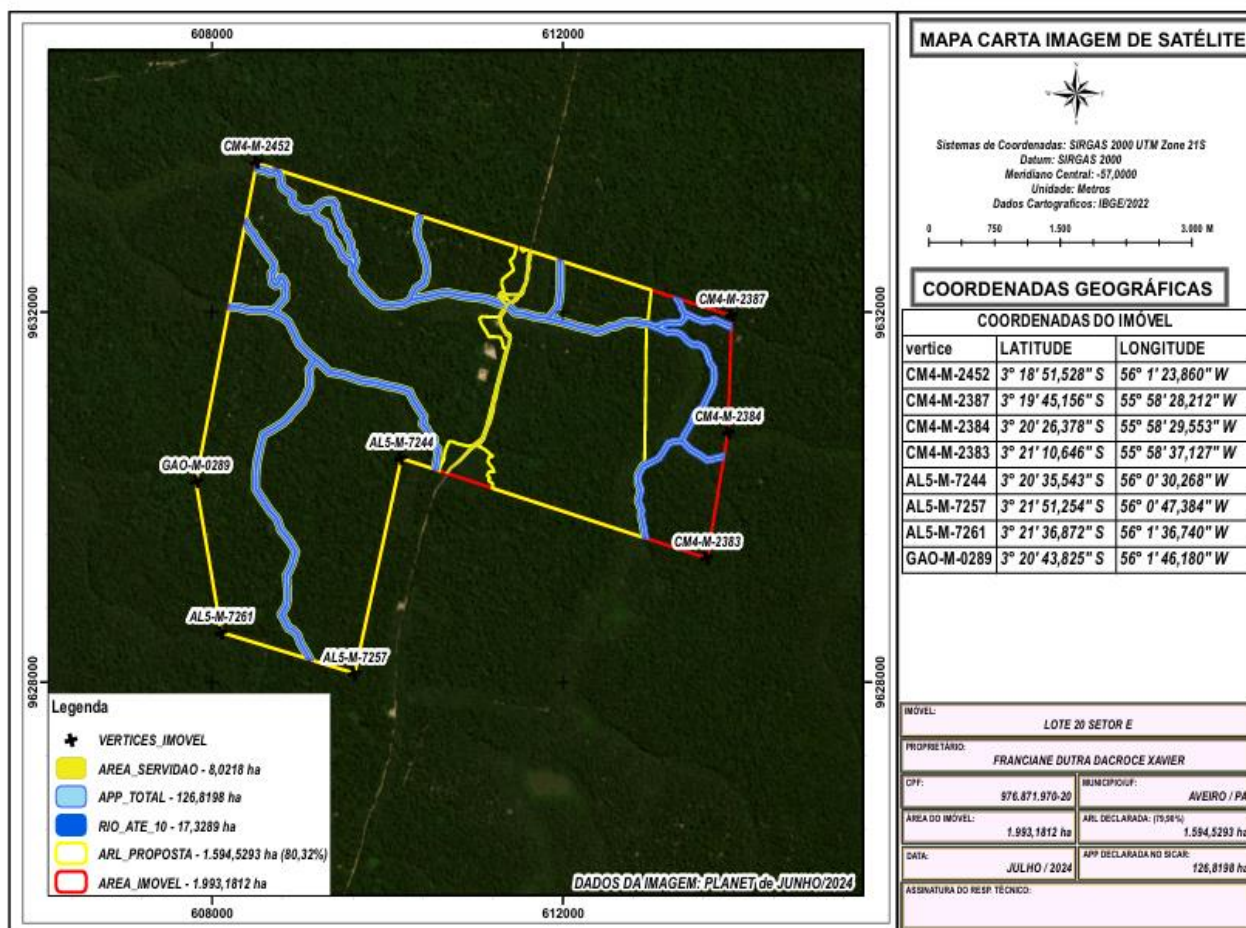 608000
612000
CM4-M-2452
CM4-M-2387
9632000
9632000
CM4-M-2384
AL5-M-7244
GAO-M-0289
CM4-M-2383
AL5-M-7261
AL5-M-7257
9628000
9628000
Legenda
VERTICES_IMOVEL
AREA_SERVIDAO - 8,0218 ha
APP_TOTAL - 126,8198 ha
RIO_ATE_10 - 17,3289 ha
ARL_PROPOSTA - 1.594,5293 ha (80,32%)
AREA_IMOVEL - 1.993,1812 ha
DADOS DA IMAGEM: PLANET de JUNHO/2024
608000
612000
MAPA CARTA IMAGEM DE SATÉLITE
N
Sistemas de Coordenadas: SIRGAS 2000 UTM Zone 21S
Datum: SIRGAS 2000
Meridiano Central: -57,0000
Unidade: Metros
Dados Cartograficos: IBGE/2022
0 750 1.500 3.000 M
COORDENADAS GEOGRÁFICAS
COORDENADAS DO IMÓVEL
vertice LATITUDE LONGITUDE
CM4-M-2452 3° 18' 51,528" S 56° 1' 23,860" W
CM4-M-2387 3° 19' 45,156" S 55° 58' 28,212" W
CM4-M-2384 3° 20' 26,378" S 55° 58' 29,553" W
CM4-M-2383 3° 21' 10,646" S 55° 58' 37,127" W
AL5-M-7244 3° 20' 35,543" S 56° 0' 30,268" W
AL5-M-7257 3° 21' 51,254" S 56° 0' 47,384" W
AL5-M-7261 3° 21' 36,872" S 56° 1' 36,740" W
GAO-M-0289 3° 20' 43,825" S 56° 1' 46,180" W
IMÓVEL:
LOTE 20 SETOR E
PROPRIETÁRIO:
FRANCIANE DUTRA DACROCE XAVIER
CPF:
976.871.970-20
MUNICIPIO/UF:
AVEIRO / PA
ÁREA DO IMÓVEL:
1.993,1812 ha
ARL DECLARADA:
1.594,5293 ha
DATA:
JULHO / 2024
APP DECLARADA NO SICAR:
126,8198 ha
ASSINATURA DO RESP. TÉCNICO: